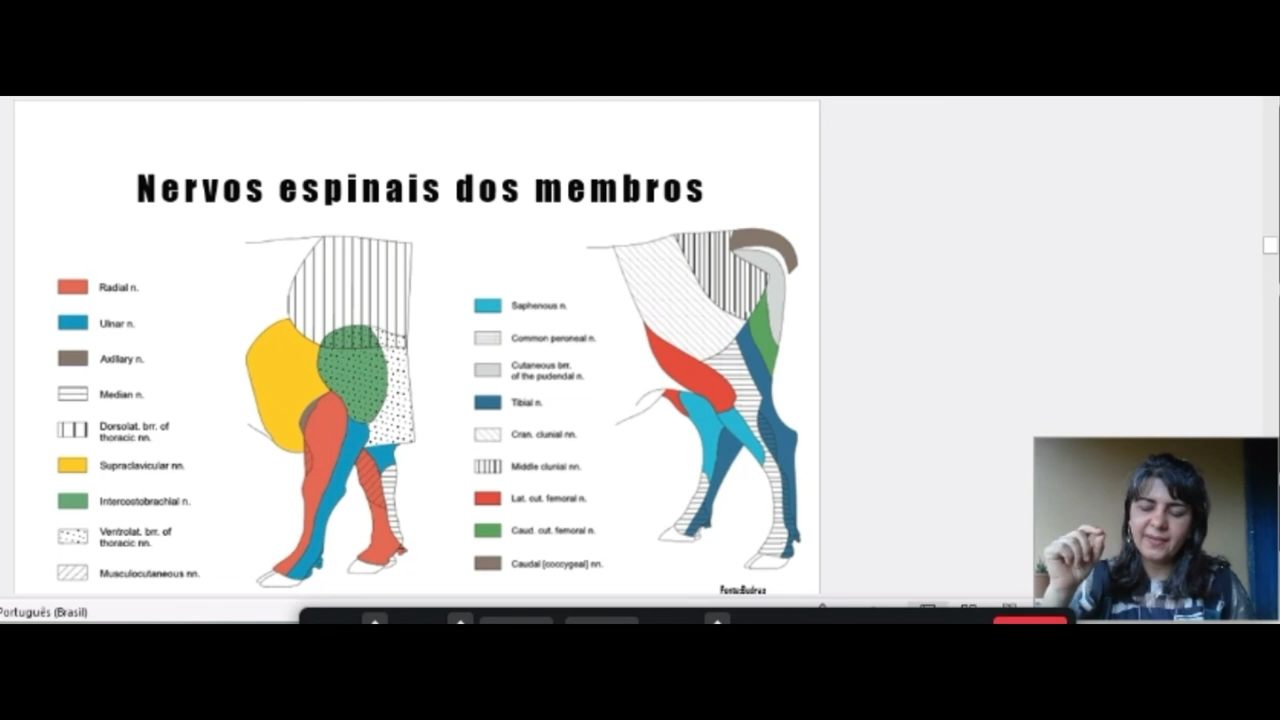 Nervos espinais dos membros
Radial n.
Ulnar n.
Axillary n.
Median n.
Dorsolat. brr. of
thoracic nn.
Supraclavicular nn.
Intercostobrachial n.
Ventrolat. brr. of
thoracic nn.
Musculocutaneous nn.
Saphenous n.
Common peroneal n.
Cutaneous brr.
of the pudendal n.
Tibial n.
Cran. clunial nn.
Middle clunial nn.
Lat. cut. femoral n.
Caud. cut. femoral n.
Caudal [coccygeal] nn.
Fonte:Budras
Português (Brasil)